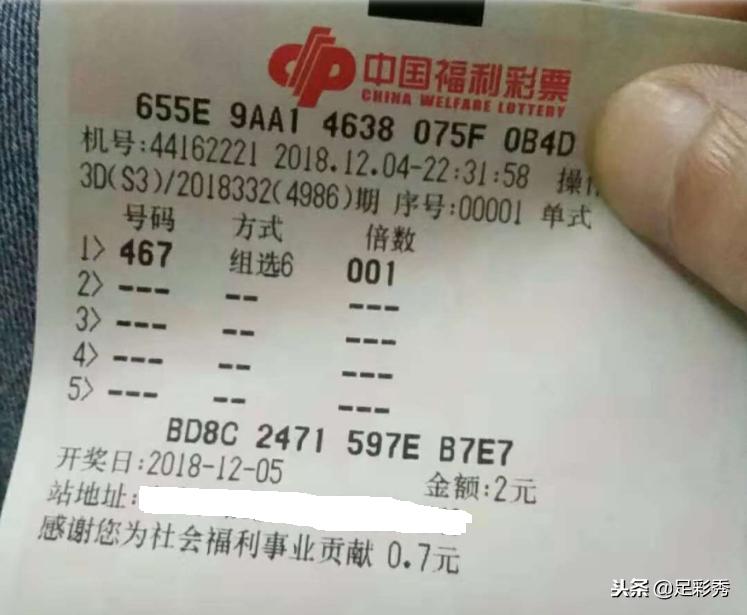 中国福利彩票
CHINA WELFARE LOTTERY
655E 9AA1 4638 075F 0B4D
机号:44162221 2018.12.04-22:31:58 操
3D(S3)/2018332(4986)期 序号:00001 单式
号码 方式 倍数
1> 467 组选6 001
2> --- -- ---
3> --- -- ---
4> --- -- ---
5> --- -- ---
BD8C 2471 597E B7E7
开奖日:2018-12-05 金额:2元
站地址:
感谢您为社会福利事业贡献 0.7元
头条 @足彩秀